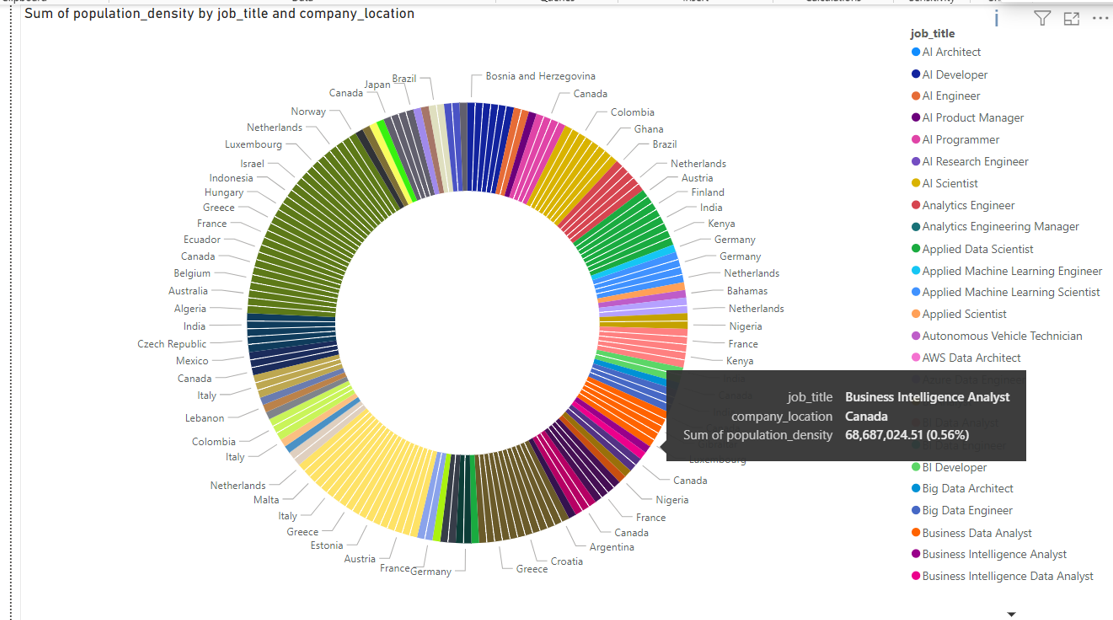 Sum of population_density by job_title and company_location
job_title
AI Architect
AI Developer
AI Engineer
AI Product Manager
AI Programmer
AI Research Engineer
AI Scientist
Analytics Engineer
Analytics Engineering Manager
Applied Data Scientist
Applied Machine Learning Engineer
Applied Machine Learning Scientist
Applied Scientist
Autonomous Vehicle Technician
AWS Data Architect
BI Developer
Big Data Architect
Big Data Engineer
Business Data Analyst
Business Intelligence Analyst
Business Intelligence Data Analyst
Bosnia and Herzegovina
Canada
Colombia
Ghana
Brazil
Netherlands
Austria
Finland
India
Kenya
Germany
Germany
Netherlands
Bahamas
Netherlands
Nigeria
France
Kenya
job_title Business Intelligence Analyst
company_location Canada
Sum of population_density 68,687,024.51 (0.56%)
Luxembourg
Canada
Nigeria
France
Canada
Argentina
Croatia
Greece
Germany
France
Austria
Estonia
Greece
Italy
Malta
Netherlands
Italy
Colombia
Lebanon
Italy
Canada
Mexico
Czech Republic
India
Algeria
Australia
Belgium
Canada
Ecuador
France
Greece
Hungary
Indonesia
Israel
Luxembourg
Netherlands
Norway
Canada
Japan
Brazil